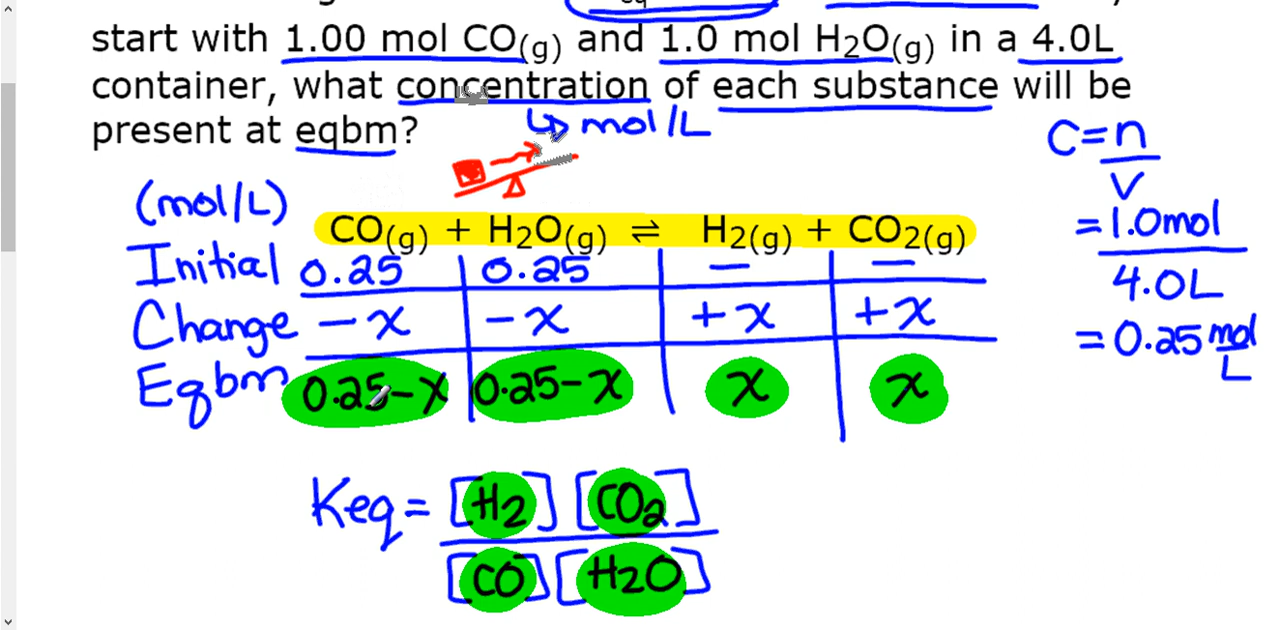 eq
start with 1.00 mol CO(g) and 1.0 mol H2O(g) in a 4.0L
container, what concentration of each substance will be
present at eqbm?
↳ mol/L
C = n
V
= 1.0mol
4.0L
= 0.25 mol
L
(mol/L)
CO(g) + H2O(g) ⇌ H2(g) + CO2(g)
Initial 0.25 0.25 — —
Change -x -x +x +x
Eqbm 0.25-x 0.25-x x x
Keq = [H2] [CO2]
[CO] [H2O]